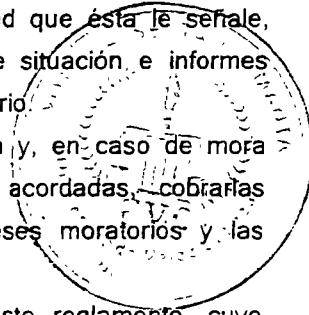 ed que ésta le señale,
e situación e informes
rio.
a y, en caso de mora
acordadas, cobrarlas
eses moratorios y las
este reglamento, cuyo